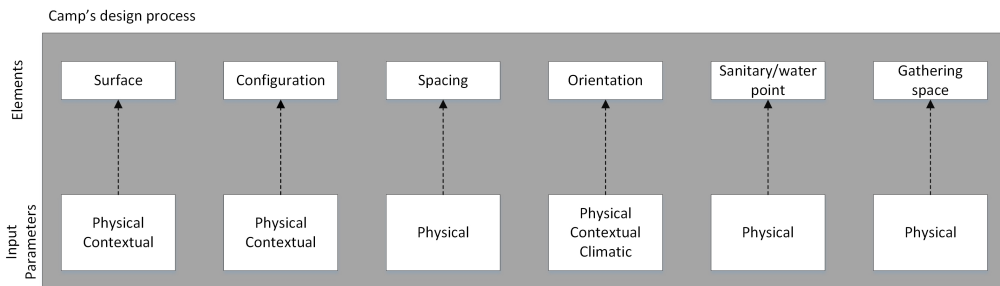 Camp's design process
Elements
Surface
Configuration
Spacing
Orientation
Sanitary/water
point
Gathering
space
Input
Parameters
Physical
Contextual
Physical
Contextual
Physical
Physical
Contextual
Climatic
Physical
Physical